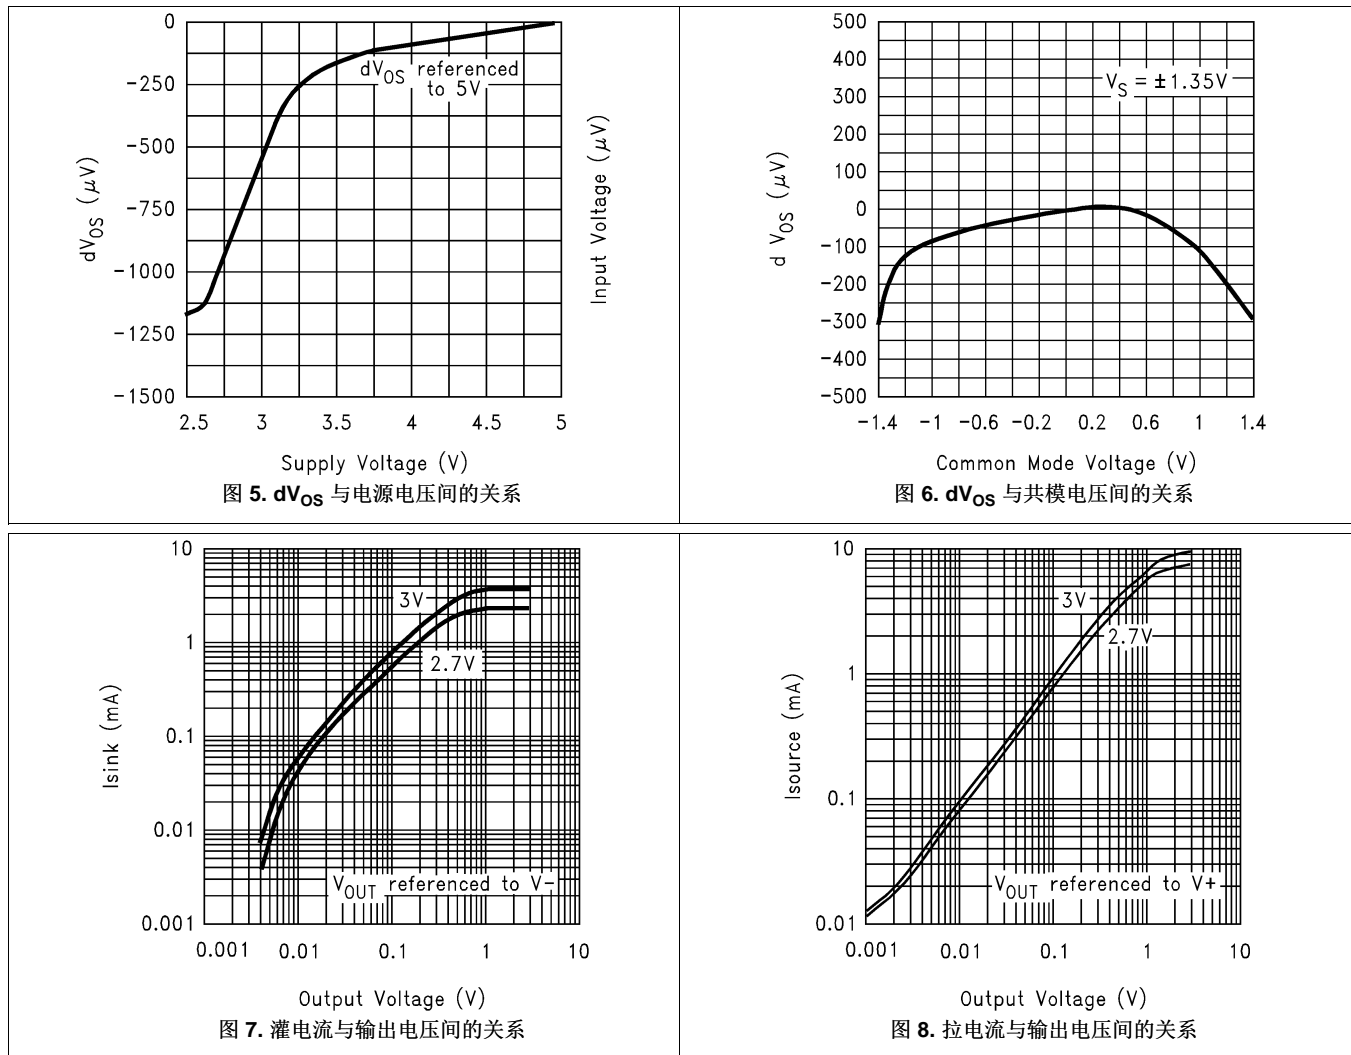 0
−250
−500
−750
−1000
−1250
−1500
dVOS (μV)
dVOS referenced
to 5V
2.5 3 3.5 4 4.5 5
Supply Voltage (V)
图 5. dVOS 与电源电压间的关系
Input Voltage (μV)
500
400
300
200
100
0
−100
−200
−300
−400
−500
d VOS (μV)
VS = ±1.35V
−1.4 −1 −0.6 −0.2 0.2 0.6 1 1.4
Common Mode Voltage (V)
图 6. dVOS 与共模电压间的关系
10
1
0.1
0.01
0.001
Isink (mA)
3V
2.7V
VOUT referenced to V−
0.001 0.01 0.1 1 10
Output Voltage (V)
图 7. 灌电流与输出电压间的关系
10
1
0.1
0.01
Isource (mA)
3V
2.7V
VOUT referenced to V+
0.001 0.01 0.1 1 10
Output Voltage (V)
图 8. 拉电流与输出电压间的关系